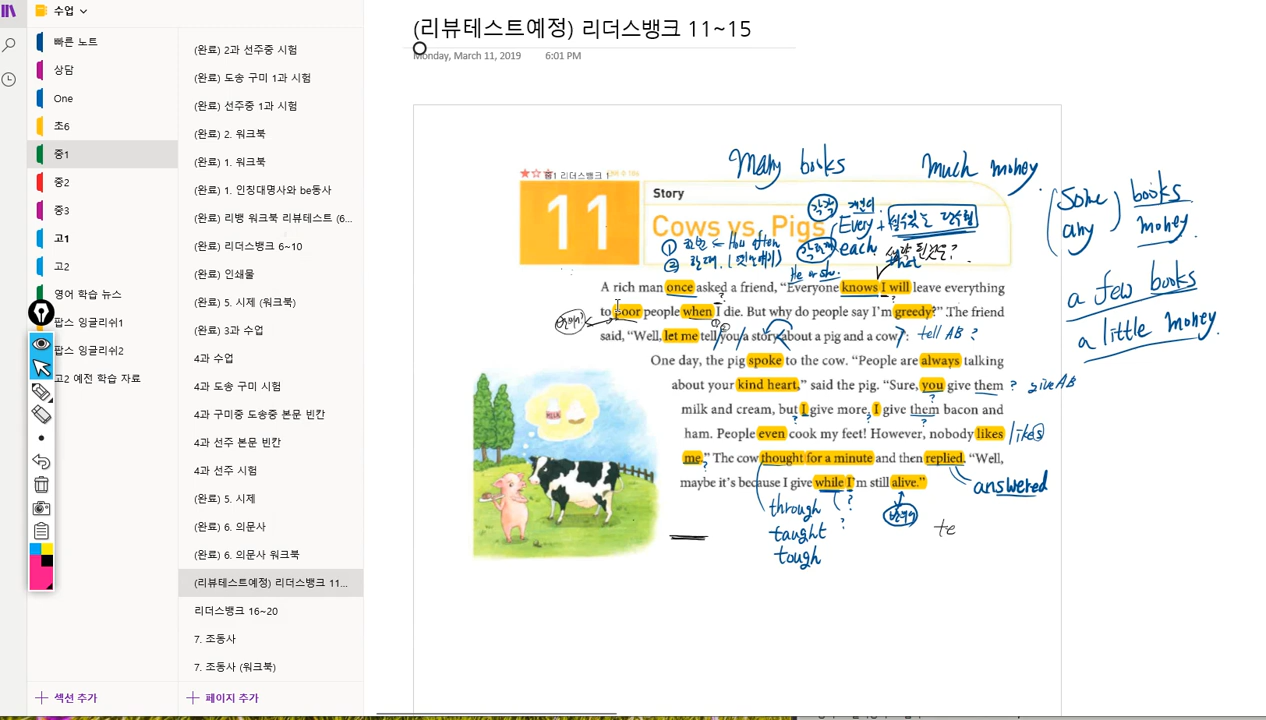 수업
(리뷰테스트예정) 리더스뱅크 11~15
Monday, March 11, 2019 6:01 PM
빠른 노트
상담
One
초6
중1
중2
중3
고1
고2
영어 학습 뉴스
팝스 잉글리쉬1
팝스 잉글리쉬2
고2 예전 학습 자료
섹션 추가
(완료) 2과 선주중 시험
(완료) 도송 구미 1과 시험
(완료) 선주중 1과 시험
(완료) 2. 워크북
(완료) 1. 워크북
(완료) 1. 인칭대명사와 be동사
(완료) 리뱅 워크북 리뷰테스트 (6...
(완료) 리더스뱅크 6~10
(완료) 인쇄물
(완료) 5. 시제 (워크북)
(완료) 3과 수업
4과 수업
4과 도송 구미 시험
4과 구미중 도송중 본문 빈칸
4과 선주 본문 빈칸
4과 선주 시험
(완료) 5. 시제
(완료) 6. 의문사
(완료) 6. 의문사 워크북
(리뷰테스트예정) 리더스뱅크 11...
리더스뱅크 16~20
7. 조동사
7. 조동사 (워크북)
페이지 추가
Many books
much money
중1 리더스뱅크 1
11
Story
Cows vs. Pigs
각각
Every +
each
He or she
Some books
any money
a few books
a little money
A rich man once asked a friend, “Everyone knows I will leave everything
to poor people when I die. But why do people say I’m greedy?” The friend
said, “Well, let me tell you a story about a pig and a cow.”
tell AB ?
One day, the pig spoke to the cow. “People are always talking
about your kind heart,” said the pig. “Sure, you give them
? give AB
milk and cream, but I give more. I give them bacon and
ham. People even cook my feet! However, nobody likes
likes
me.” The cow thought for a minute and then replied. “Well,
maybe it’s because I give while I’m still alive.”
answered
through
taught
tough
te
MILK